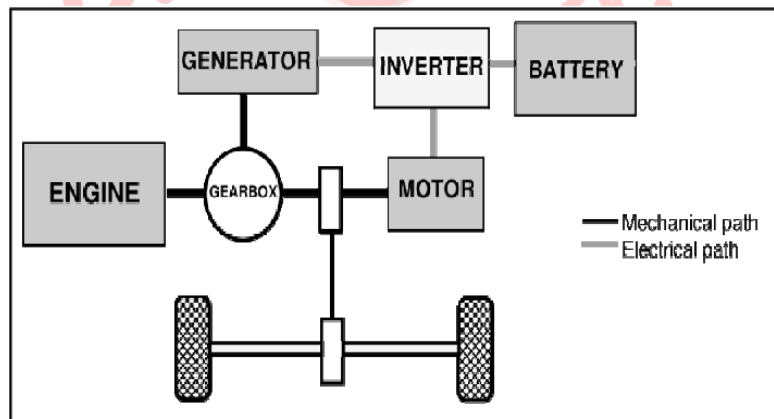 GENERATOR
INVERTER
BATTERY
ENGINE
GEARBOX
MOTOR
Mechanical path
Electrical path